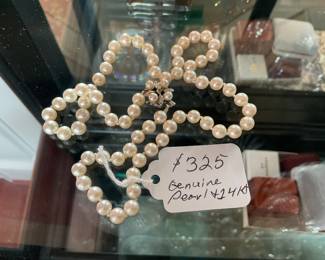 $325
Genuine
Pearl + 14Kt